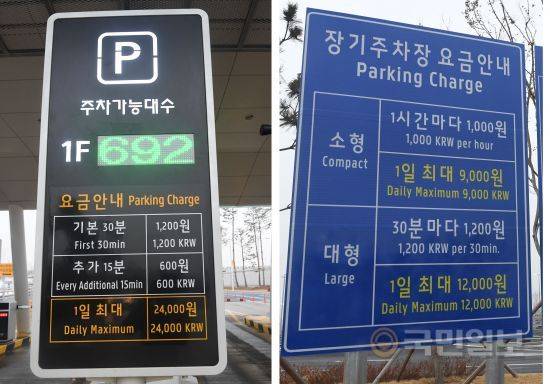 P
주차가능대수
1F 692
요금안내 Parking Charge
기본 30분 1,200원
First 30min 1,200 KRW
추가 15분 600원
Every Additional 15min 600 KRW
1일 최대 24,000원
Daily Maximum 24,000 KRW
장기주차장 요금안내
Parking Charge
소형
Compact
1시간마다 1,000원
1,000 KRW per hour
1일 최대 9,000원
Daily Maximum 9,000 KRW
대형
Large
30분 마다 1,200원
1,200 KRW per 30min.
1일 최대 12,000원
Daily Maximum 12,000 KRW
국민일보